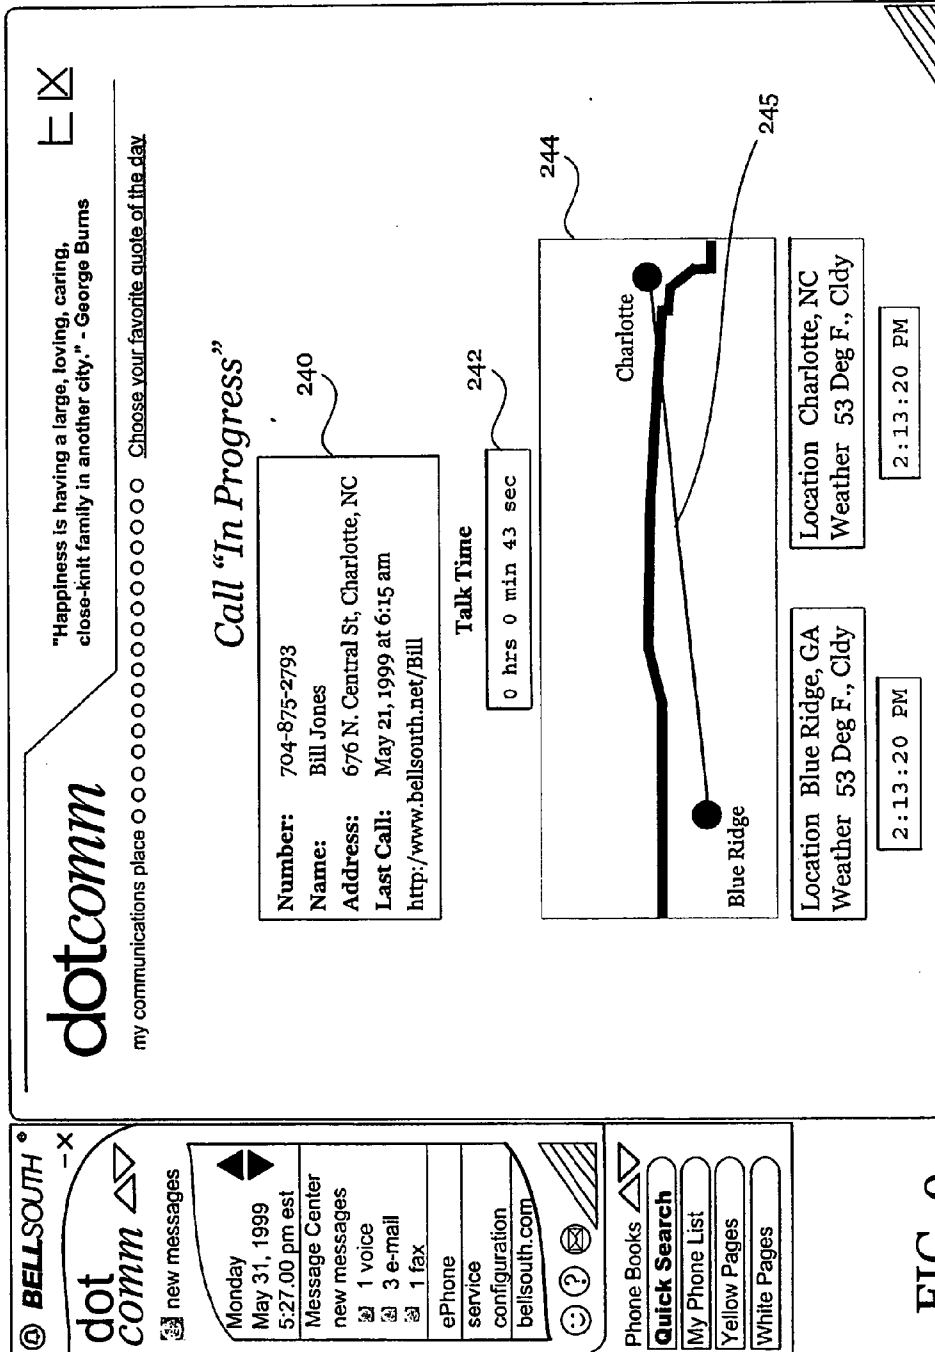 BELLSOUTH ®
- X
dot
comm
new messages
Monday
May 31, 1999
5:27.00 pm est
Message Center
new messages
1 voice
3 e-mail
1 fax
ePhone
service
configuration
bellsouth.com
?
Phone Books
Quick Search
My Phone List
Yellow Pages
White Pages
dotcomm
"Happiness is having a large, loving, caring,
close-knit family in another city." - George Burns
my communications place Choose your favorite quote of the day
Call "In Progress"
240
Number: 704-875-2793
Name: Bill Jones
Address: 676 N. Central St, Charlotte, NC
Last Call: May 21, 1999 at 6:15 am
http:/www.bellsouth.net/Bill
Talk Time
242
0 hrs 0 min 43 sec
244
Charlotte
Blue Ridge
245
Location Blue Ridge, GA
Weather 53 Deg F., Cldy
2:13:20 PM
Location Charlotte, NC
Weather 53 Deg F., Cldy
2:13:20 PM
FIG.